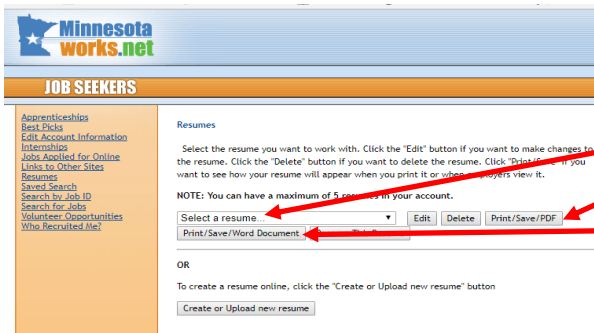 Minnesota
works.net
JOB SEEKERS
Apprenticeships
Best Picks
Edit Account Information
Internships
Jobs Applied for Online
Links to Other Sites
Resumes
Saved Search
Search by Job ID
Search for Jobs
Volunteer Opportunities
Who Recruited Me?
Resumes
Select the resume you want to work with. Click the "Edit" button if you want to make changes to
the resume. Click the "Delete" button if you want to delete the resume. Click "Print/Save" if you
want to see how your resume will appear when you print it or when employers view it.
NOTE: You can have a maximum of 5 resumes in your account.
Select a resume... Edit Delete Print/Save/PDF
Print/Save/Word Document
OR
To create a resume online, click the "Create or Upload new resume" button
Create or Upload new resume